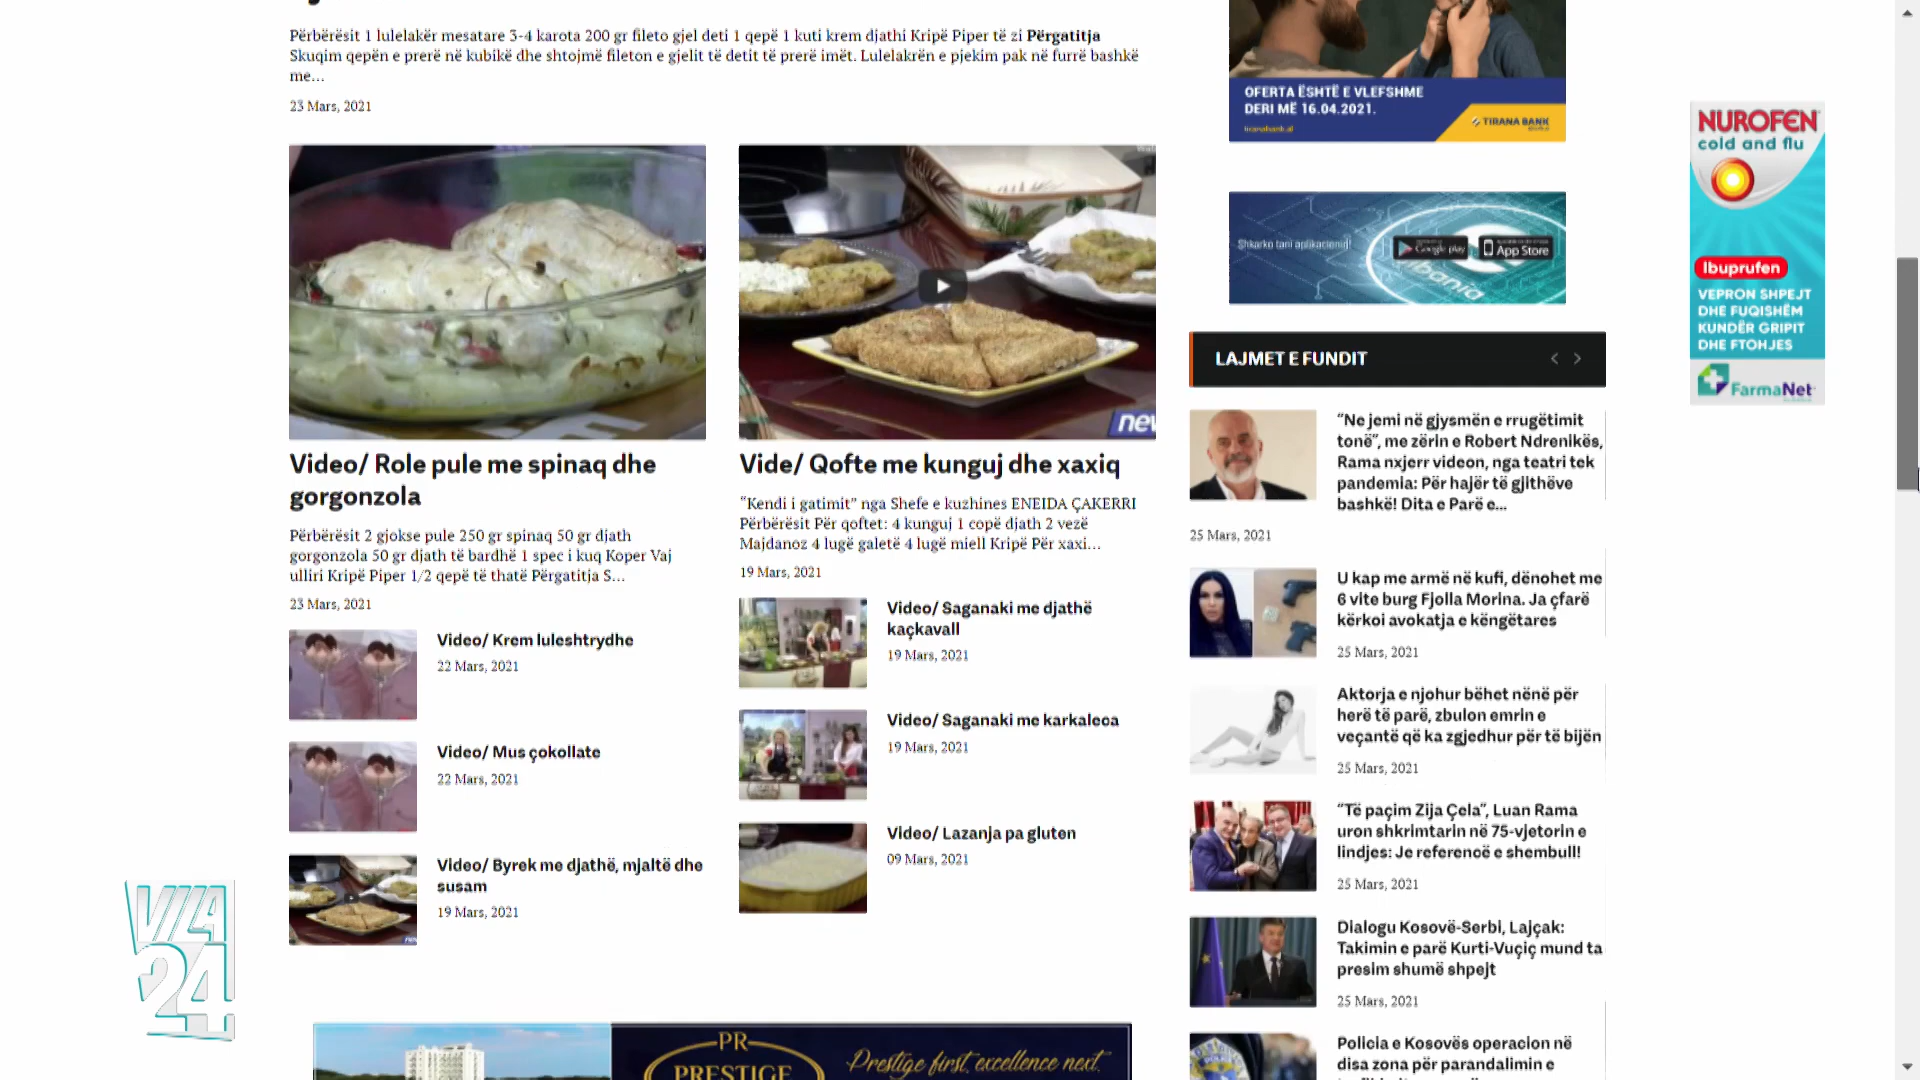 Përbërësit 1 lulelakër mesatare 3-4 karota 200 gr fileto gjel deti 1 qepë 1 kuti krem djathi Kripë Piper të zi Përgatitja
Skuqim qepën e prerë në kubikë dhe shtojmë fileton e gjelit të detit të prerë imët. Lulelakrën e pjekim pak në furrë bashkë
me...
23 Mars, 2021
Video/ Role pule me spinaq dhe
gorgonzola
Përbërësit 2 gjokse pule 250 gr spinaq 50 gr djath
gorgonzola 50 gr djath të bardhë 1 spec i kuq Koper Vaj
ulliri Kripë Piper 1/2 qepë të thatë Përgatitja S...
23 Mars, 2021
Video/ Krem luleshtrydhe
22 Mars, 2021
Video/ Mus çokollate
22 Mars, 2021
Video/ Byrek me djathë, mjaltë dhe
susam
19 Mars, 2021
new
Vide/ Qofte me kunguj dhe xaxiq
“Kendi i gatimit” nga Shefe e kuzhines ENEIDA ÇAKERRI
Përbërësit Për qoftet: 4 kunguj 1 copë djath 2 vezë
Majdanoz 4 lugë galetë 4 lugë miell Kripë Për xaxi...
19 Mars, 2021
Video/ Saganaki me djathë
kaçkavall
19 Mars, 2021
Video/ Saganaki me karkaleca
19 Mars, 2021
Video/ Lazanja pa gluten
09 Mars, 2021
OFERTA ËSHTË E VLEFSHME
DERI MË 16.04.2021.
tiranabank.al
TIRANA BANK
Shkarko tani aplikacionin!
Google play
App Store
LAJMET E FUNDIT
“Ne jemi në gjysmën e rrugëtimit
tonë”, me zërin e Robert Ndrenikës,
Rama nxjerr videon, nga teatri tek
pandemia: Për hajër të gjithëve
bashkë! Dita e Parë e...
25 Mars, 2021
U kap me armë në kufi, dënohet me
6 vite burg Fjolla Morina. Ja çfarë
kërkoi avokatja e këngëtares
25 Mars, 2021
Aktorja e njohur bëhet nënë për
herë të parë, zbulon emrin e
veçantë që ka zgjedhur për të bijën
25 Mars, 2021
“Të paçim Zija Çela”, Luan Rama
uron shkrimtarin në 75-vjetorin e
lindjes: Je referencë e shembull!
25 Mars, 2021
Dialogu Kosovë-Serbi, Lajçak:
Takimin e parë Kurti-Vuçiç mund ta
presim shumë shpejt
25 Mars, 2021
Policia e Kosovës operacion në
disa zona për parandalimin e
NUROFEN
cold and flu
Ibuprufen
VEPRON SHPEJT
DHE FUQISHËM
KUNDËR GRIPIT
DHE FTOHJES
FarmaNet
VILA
24
PR
PRESTIGE
Prestige first, excellence next.